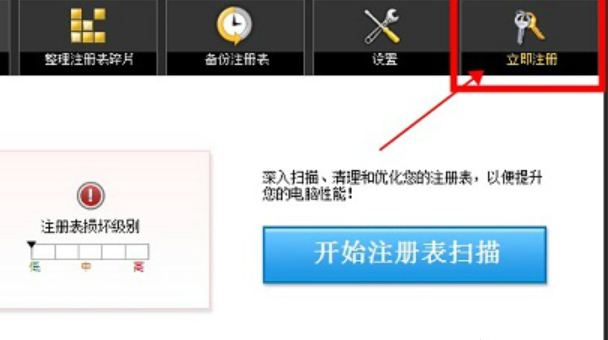 整理注册表碎片
备份注册表
设置
立即注册
深入扫描、清理和优化您的注册表，以便提升
您的电脑性能！
注册表损坏级别
低 中 高
开始注册表扫描